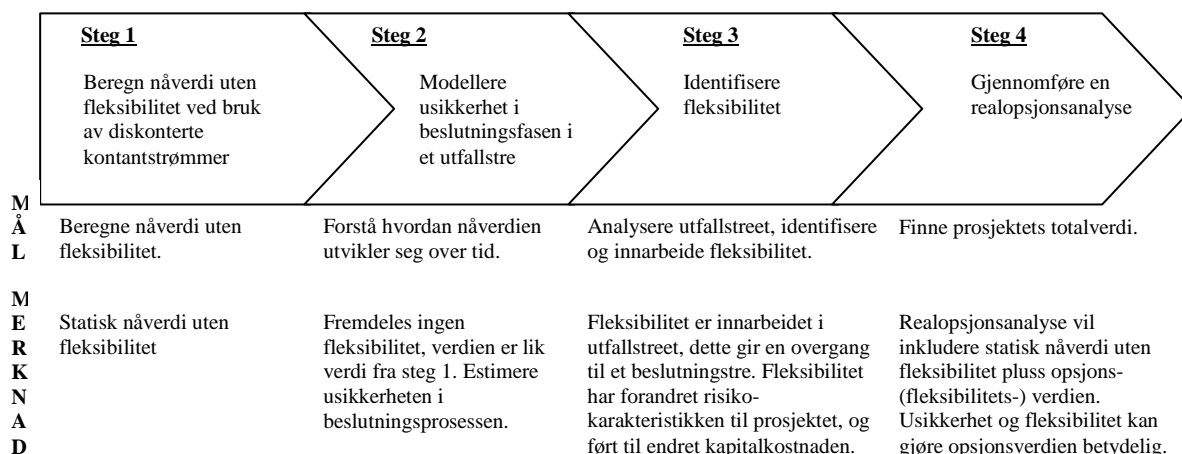 Steg 1
Beregn nåverdi uten
fleksibilitet ved bruk
av diskonterte
kontantstrømmer
Steg 2
Modellere
usikkerhet i
beslutningsfasen i
et utfallstre
Steg 3
Identifisere
fleksibilitet
Steg 4
Gjennomføre en
realopsjonsanalyse
M
Å
L
Beregne nåverdi uten
fleksibilitet.
Forstå hvordan nåverdien
utvikler seg over tid.
Analysere utfallstreet, identifisere
og innarbeide fleksibilitet.
Finne prosjektets totalverdi.
M
E
R
K
N
A
D
Statisk nåverdi uten
fleksibilitet
Fremdeles ingen
fleksibilitet, verdien er lik
verdi fra steg 1. Estimere
usikkerheten i
beslutningsprosessen.
Fleksibilitet er innarbeidet i
utfallstreet, dette gir en overgang
til et beslutningstre. Fleksibilitet
har forandret risiko-
karakteristikken til prosjektet, og
ført til endret kapitalkostnaden.
Realopsjonsanalyse vil
inkludere statisk nåverdi uten
fleksibilitet pluss opsjons-
(fleksibilitets-) verdien.
Usikkerhet og fleksibilitet kan
gjøre opsjonsverdien betydelig.